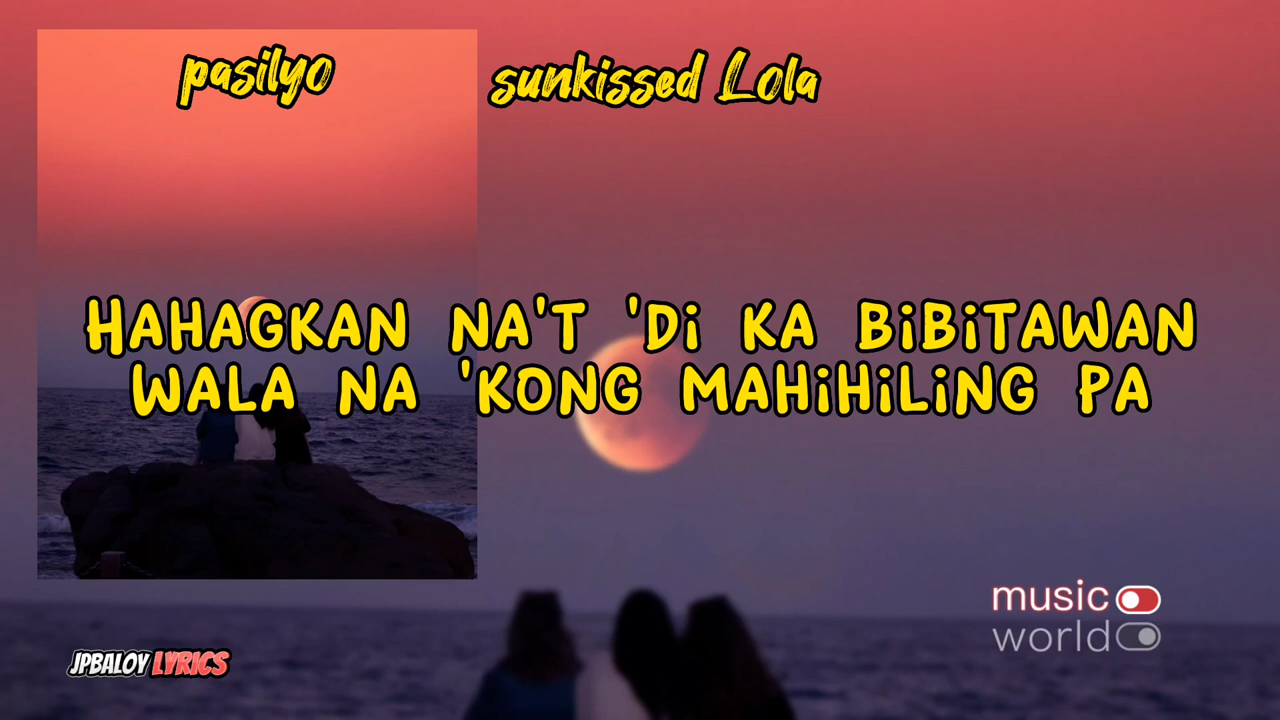 pasilyo
sunkissed Lola
HAHAGKAN NA'T 'Di KA BiBiTAWAN
WALA NA 'KONG MAHiHiLiNG PA
music
world
JPBALOY LYRICS